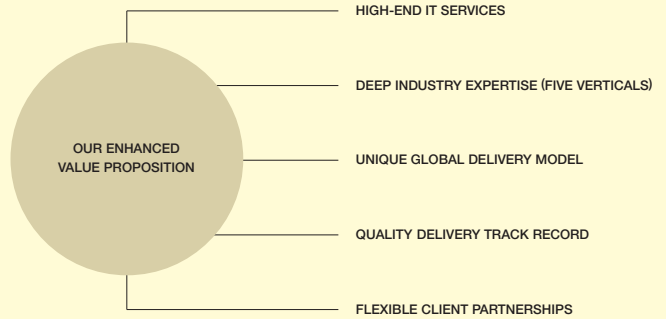 HIGH-END IT SERVICES
DEEP INDUSTRY EXPERTISE (FIVE VERTICALS)
OUR ENHANCED
VALUE PROPOSITION
UNIQUE GLOBAL DELIVERY MODEL
QUALITY DELIVERY TRACK RECORD
FLEXIBLE CLIENT PARTNERSHIPS